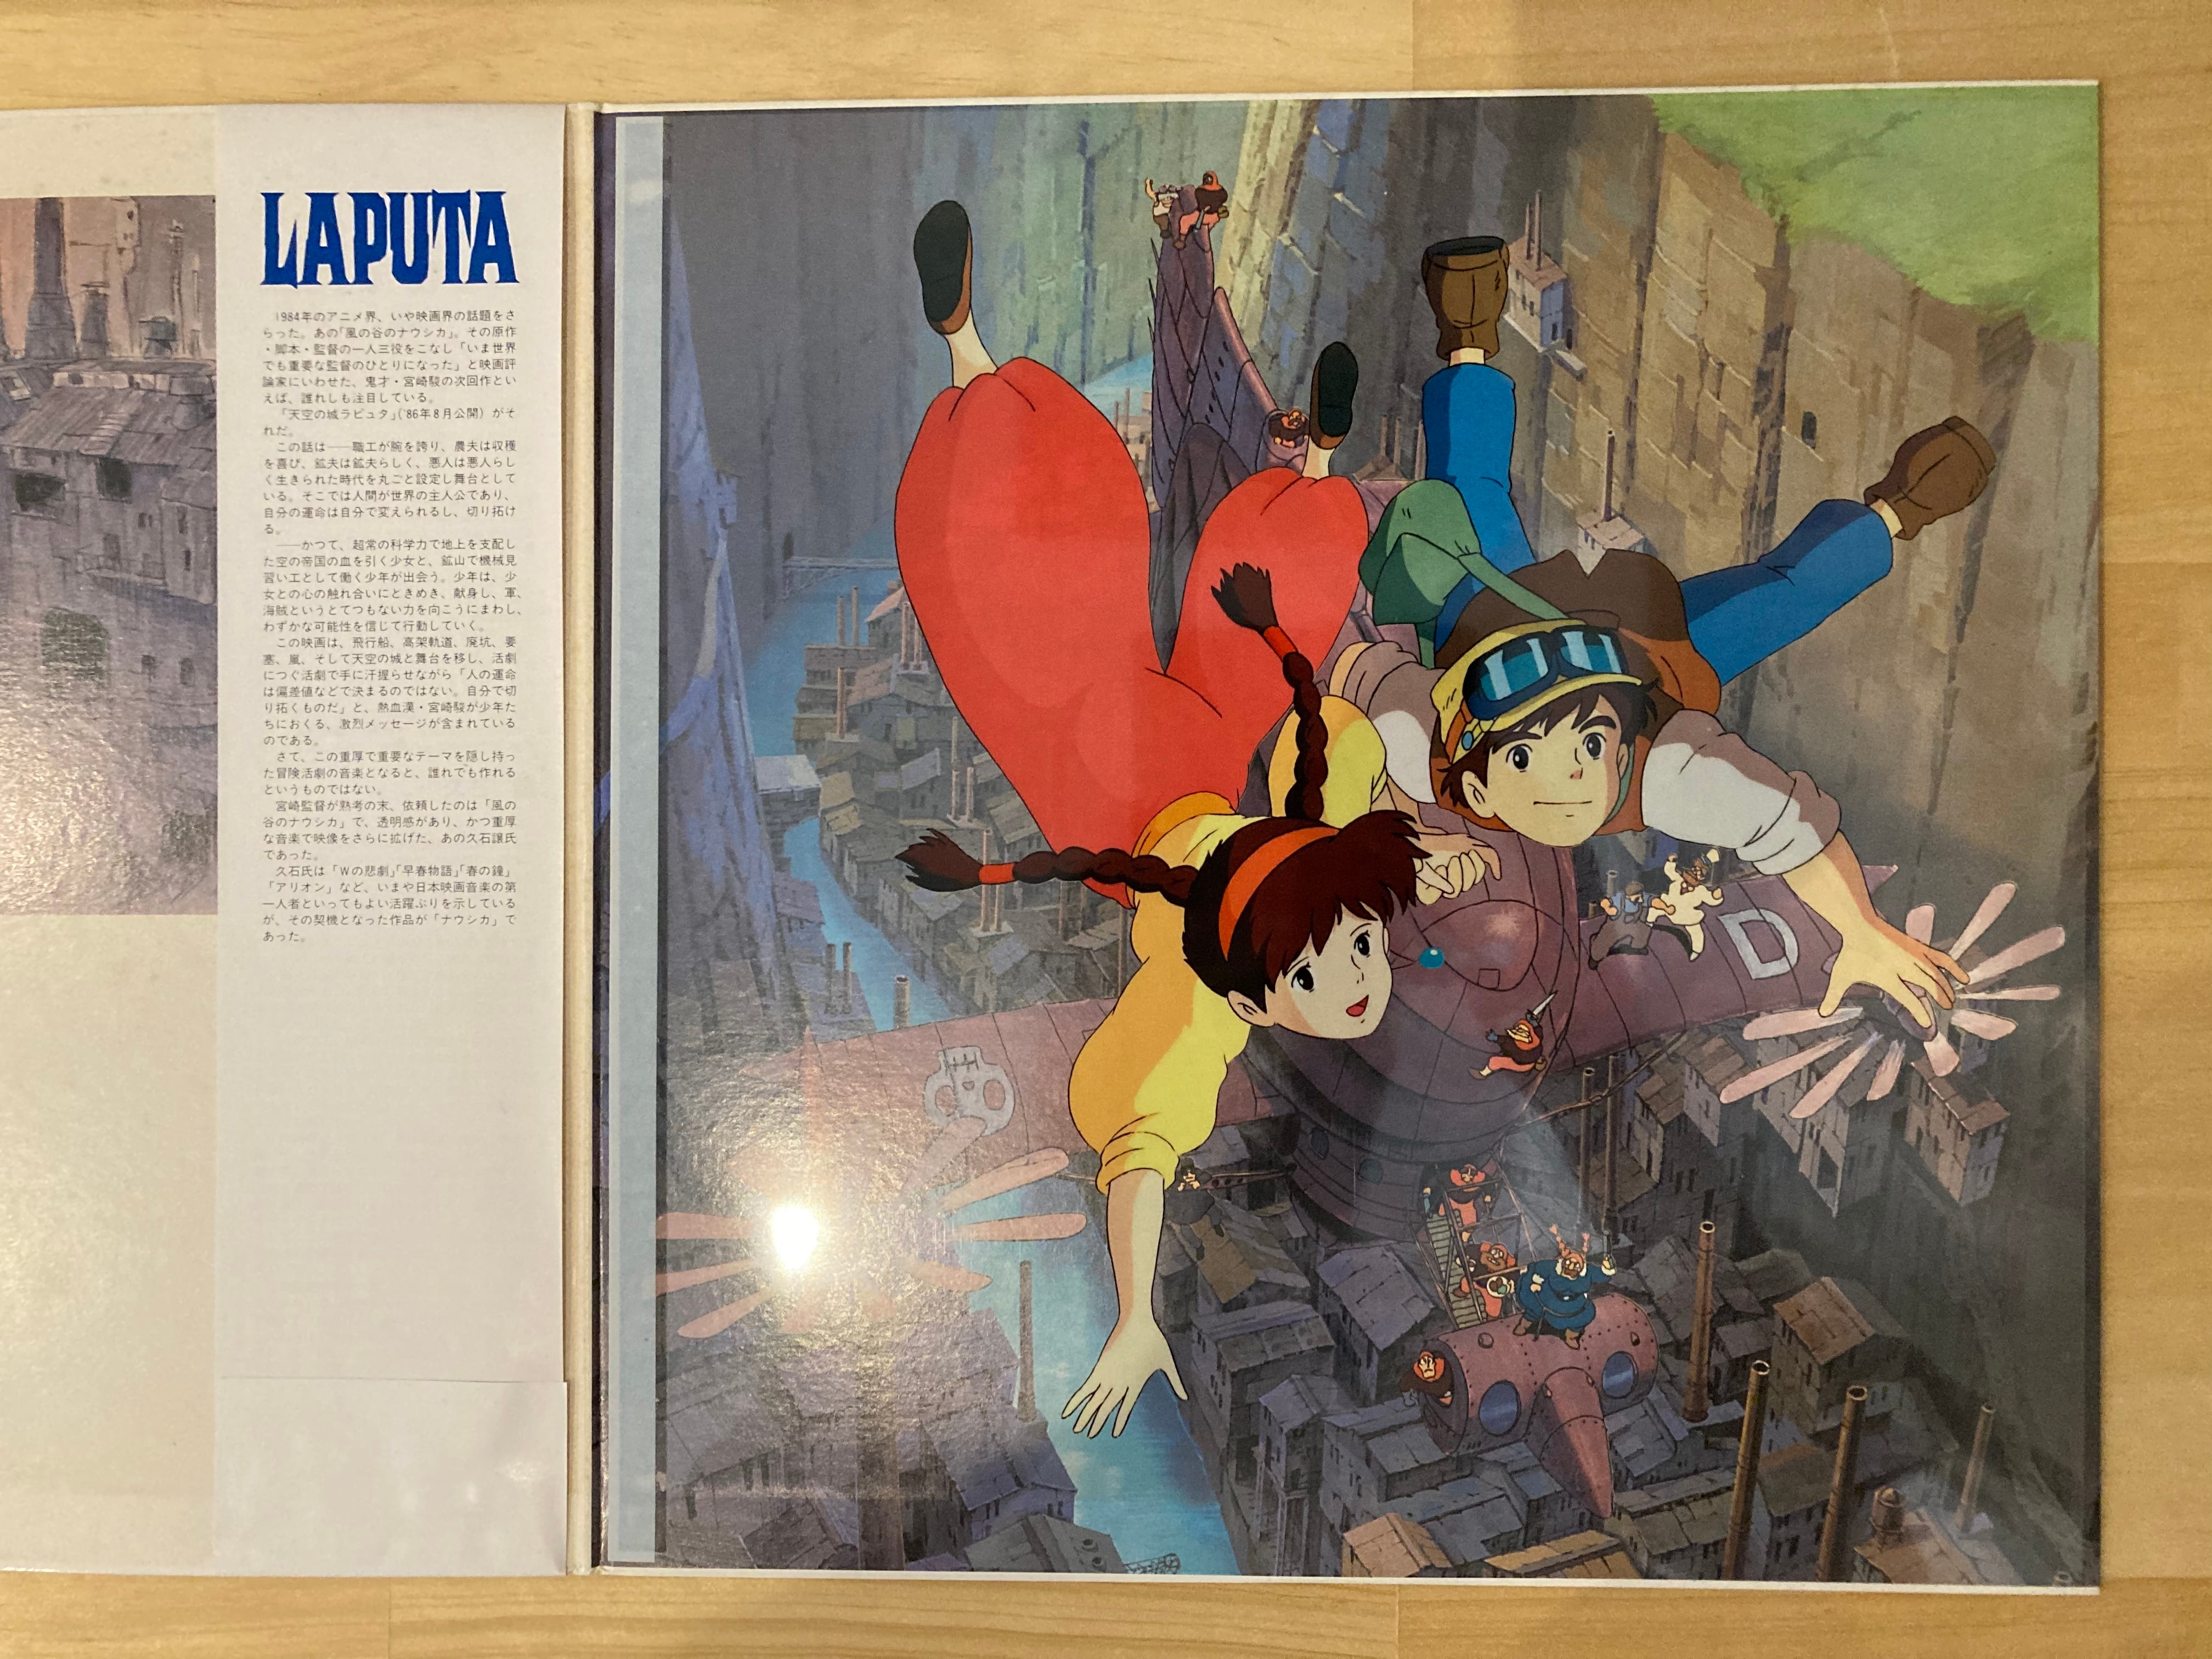 LAPUTA
1984年のアニメ界、いや映画界の話題をさ
らった。あの「風の谷のナウシカ」。その原作
・脚本・監督の一人三役をこなし「いま世界
でも重要な監督のひとりになった」と映画評
論家にいわせた、鬼才・宮崎駿の次回作とい
えば、誰れしも注目している。
「天空の城ラピュタ」('86年8月公開) がそ
れだ。
この話は──職工が腕を誇り、農夫は収穫
を喜び、鉱夫は鉱夫らしく、悪人は悪人らし
く生きられた時代を丸ごと設定し舞台として
いる。そこでは人間が世界の主人公であり、
自分の運命は自分で変えられるし、切り拓け
る。
──かつて、超常の科学力で地上を支配し
た空の帝国の血を引く少女と、鉱山で機械見
習い工として働く少年が出会う。少年は、少
女との心の触れ合いにときめき、献身し、軍、
海賊というとてつもない力を向こうにまわし、
わずかな可能性を信じて行動していく。
この映画は、飛行船、高架軌道、廃坑、要
塞、嵐、そして天空の城と舞台を移し、活劇
につぐ活劇で手に汗握らせながら「人の運命
は偏差値などで決まるのではない。自分で切
り拓くものだ」と、熱血漢・宮崎駿が少年た
ちにおくる、激烈メッセージが含まれている
のである。
さて、この重厚で重要なテーマを隠し持っ
た冒険活劇の音楽となると、誰れでも作れる
というものではない。
宮崎監督が熟考の末、依頼したのは「風の
谷のナウシカ」で、透明感があり、かつ重厚
な音楽で映像をさらに拡げた、あの久石譲氏
であった。
久石氏は「Wの悲劇」「早春物語」「春の鐘」
「アリオン」など、いまや日本映画音楽の第
一人者といってもよい活躍ぶりを示している
が、その契機となった作品が「ナウシカ」で
あった。
D